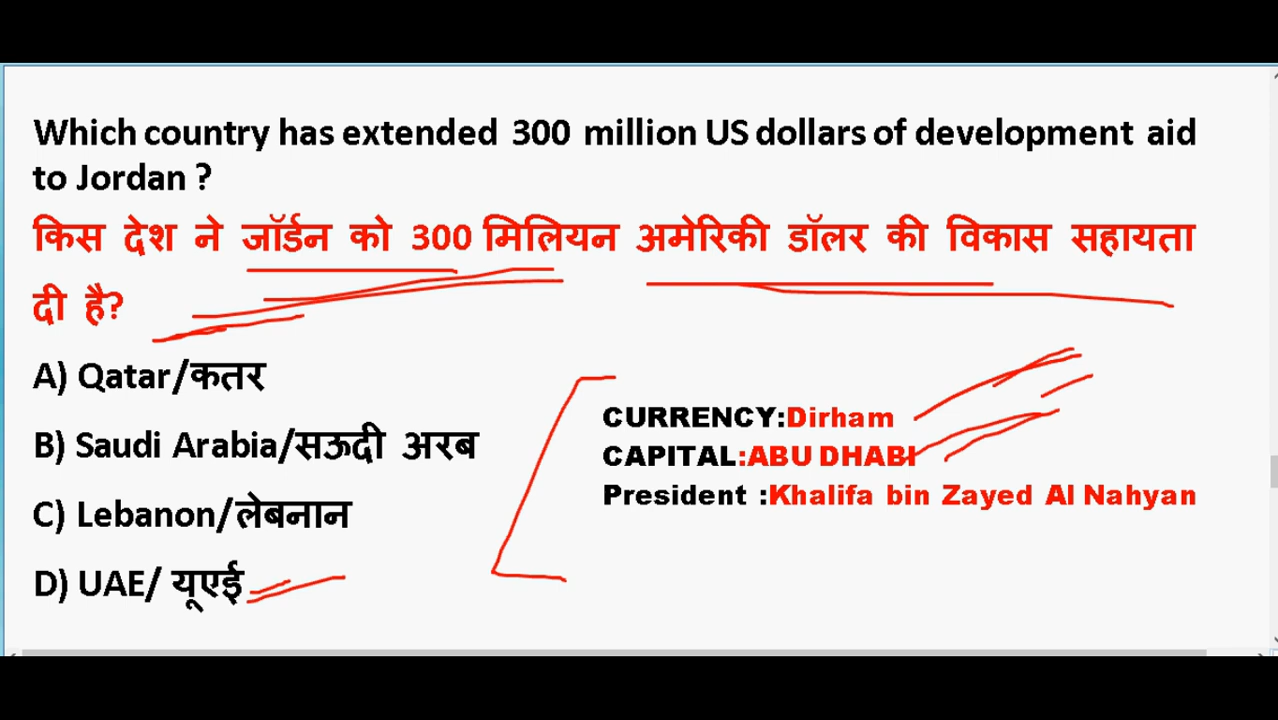 Which country has extended 300 million US dollars of development aid
to Jordan ?
किस देश ने जॉर्डन को 300 मिलियन अमेरिकी डॉलर की विकास सहायता
दी है?
A) Qatar/कतर
B) Saudi Arabia/सऊदी अरब
C) Lebanon/लेबनान
D) UAE/ यूएई
CURRENCY:Dirham
CAPITAL:ABU DHABI
President :Khalifa bin Zayed Al Nahyan